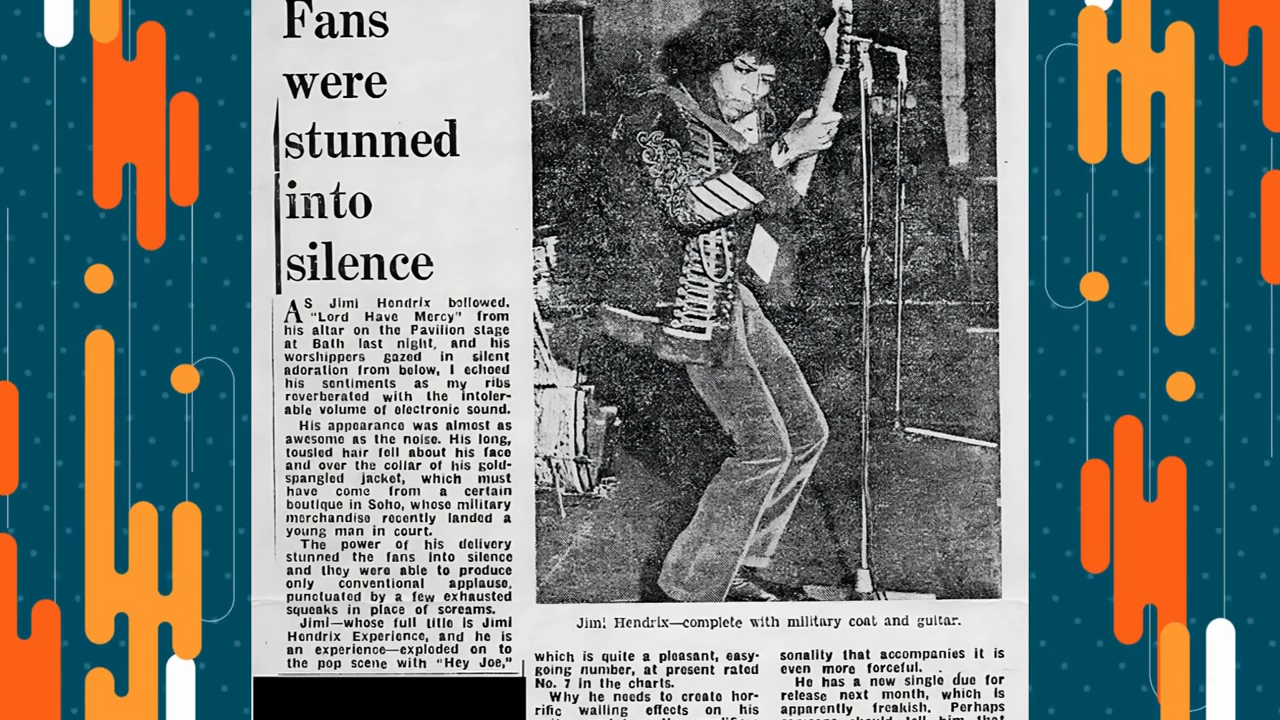 Fans
were
stunned
into
silence
AS Jimi Hendrix bellowed,
"Lord Have Mercy" from
his altar on the Pavilion stage
at Bath last night, and his
worshippers gazed in silent
adoration from below, I echoed
his sentiments as my ribs
reverberated with the intoler-
able volume of electronic sound.
His appearance was almost as
awesome as the noise. His long,
tousled hair fell about his face
and over the collar of his gold-
spangled jacket, which must
have come from a certain
boutique in Soho, whose military
merchandise recently landed a
young man in court.
The power of his delivery
stunned the fans into silence
and they were able to produce
only conventional applause,
punctuated by a few exhausted
squeaks in place of screams.
Jimi—whose full title is Jimi
Hendrix Experience, and he is
an experience—exploded on to
the pop scene with "Hey Joe,"
Jimi Hendrix—complete with military coat and guitar.
which is quite a pleasant, easy-
going number, at present rated
No. 7 in the charts.
Why he needs to create hor-
rific wailing effects on his
sonality that accompanies it is
even more forceful.
He has a new single due for
release next month, which is
apparently freakish. Perhaps